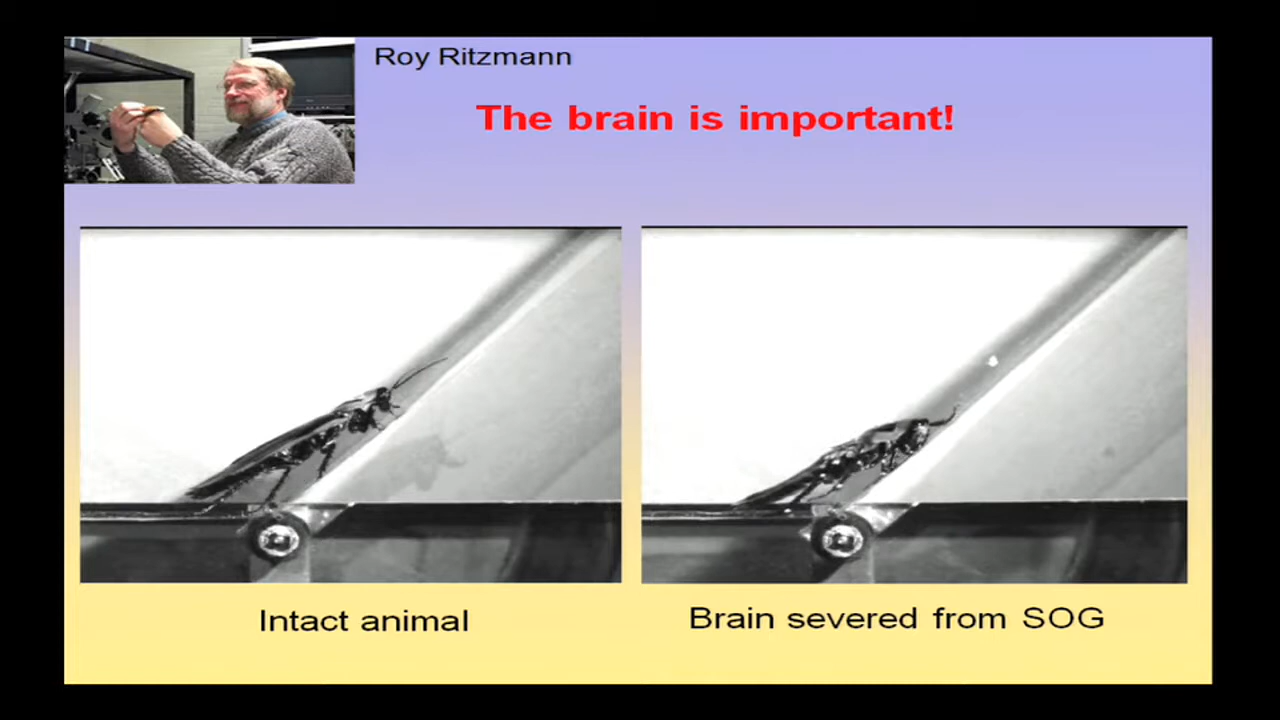 Roy Ritzmann
The brain is important!
Intact animal
Brain severed from SOG